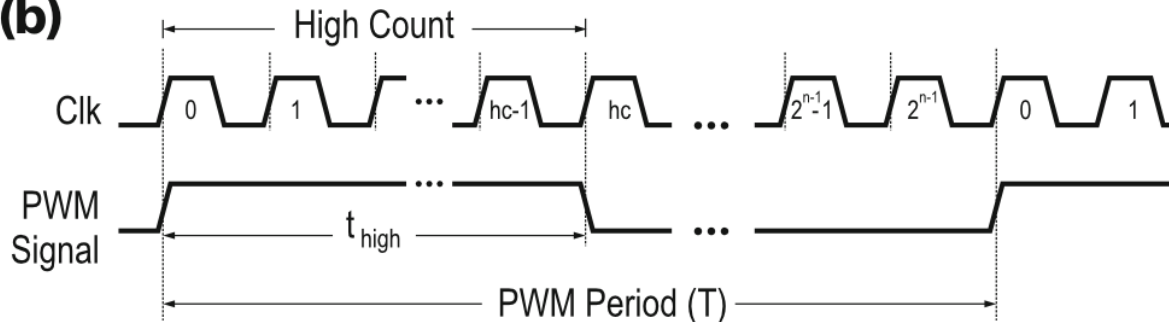 (b)
High Count
Clk 0 1 ... hc-1 hc ... 2^n-1-1 2^n-1 0 1
PWM Signal ... ...
t high
PWM Period (T)